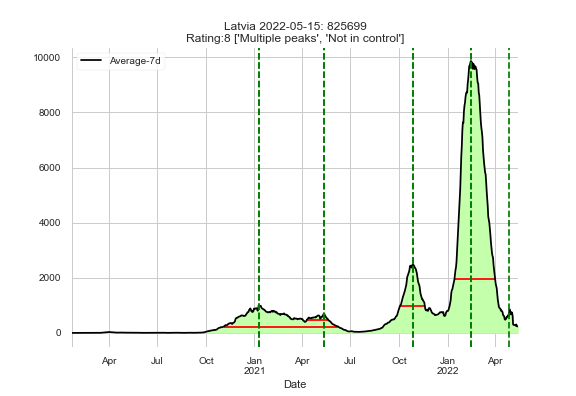 Latvia 2022-05-15: 825699
Rating:8 ['Multiple peaks', 'Not in control']
Average-7d
10000
8000
6000
4000
2000
0
Apr Jul Oct Jan Apr Jul Oct Jan Apr
2021 2022
Date